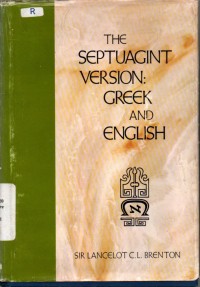 R
THE
SEPTUAGINT
VERSION:
GREEK
AND
ENGLISH
א
SIR LANCELOT C.L. BRENTON